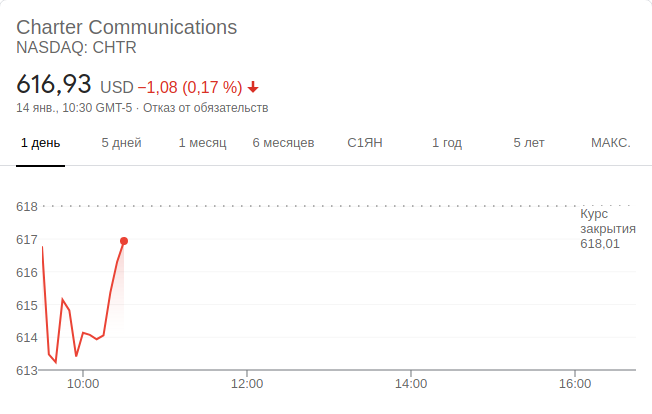 Charter Communications
NASDAQ: CHTR
616,93 USD −1,08 (0,17 %)
14 янв., 10:30 GMT-5 · Отказ от обязательств
1 день 5 дней 1 месяц 6 месяцев С1ЯН 1 год 5 лет МАКС.
618
Курс
закрытия
618,01
617
616
615
614
613
10:00 12:00 14:00 16:00